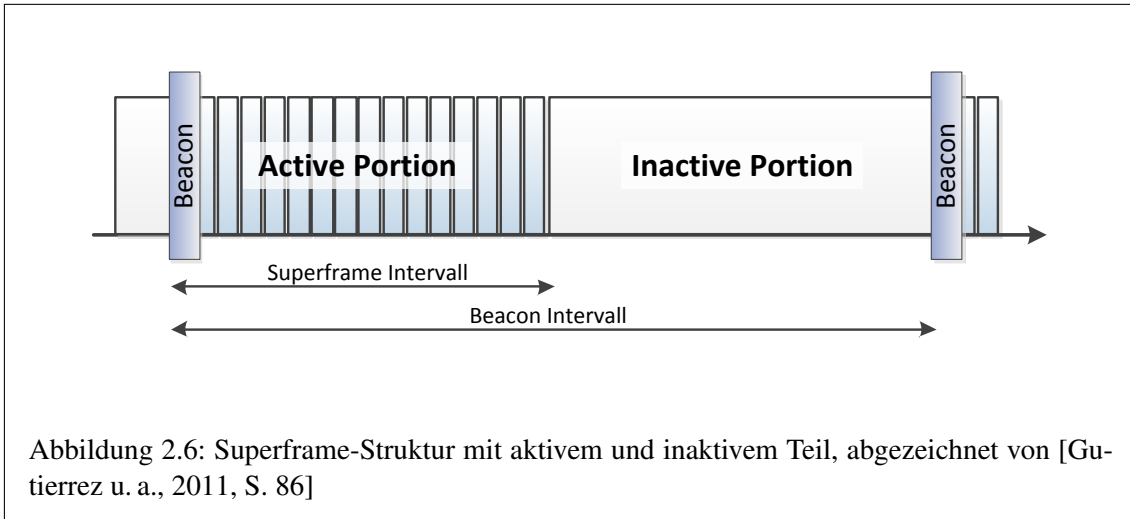 Beacon
Active Portion
Inactive Portion
Beacon
Superframe Intervall
Beacon Intervall
Abbildung 2.6: Superframe-Struktur mit aktivem und inaktivem Teil, abgezeichnet von [Gu-
tierrez u. a., 2011, S. 86]